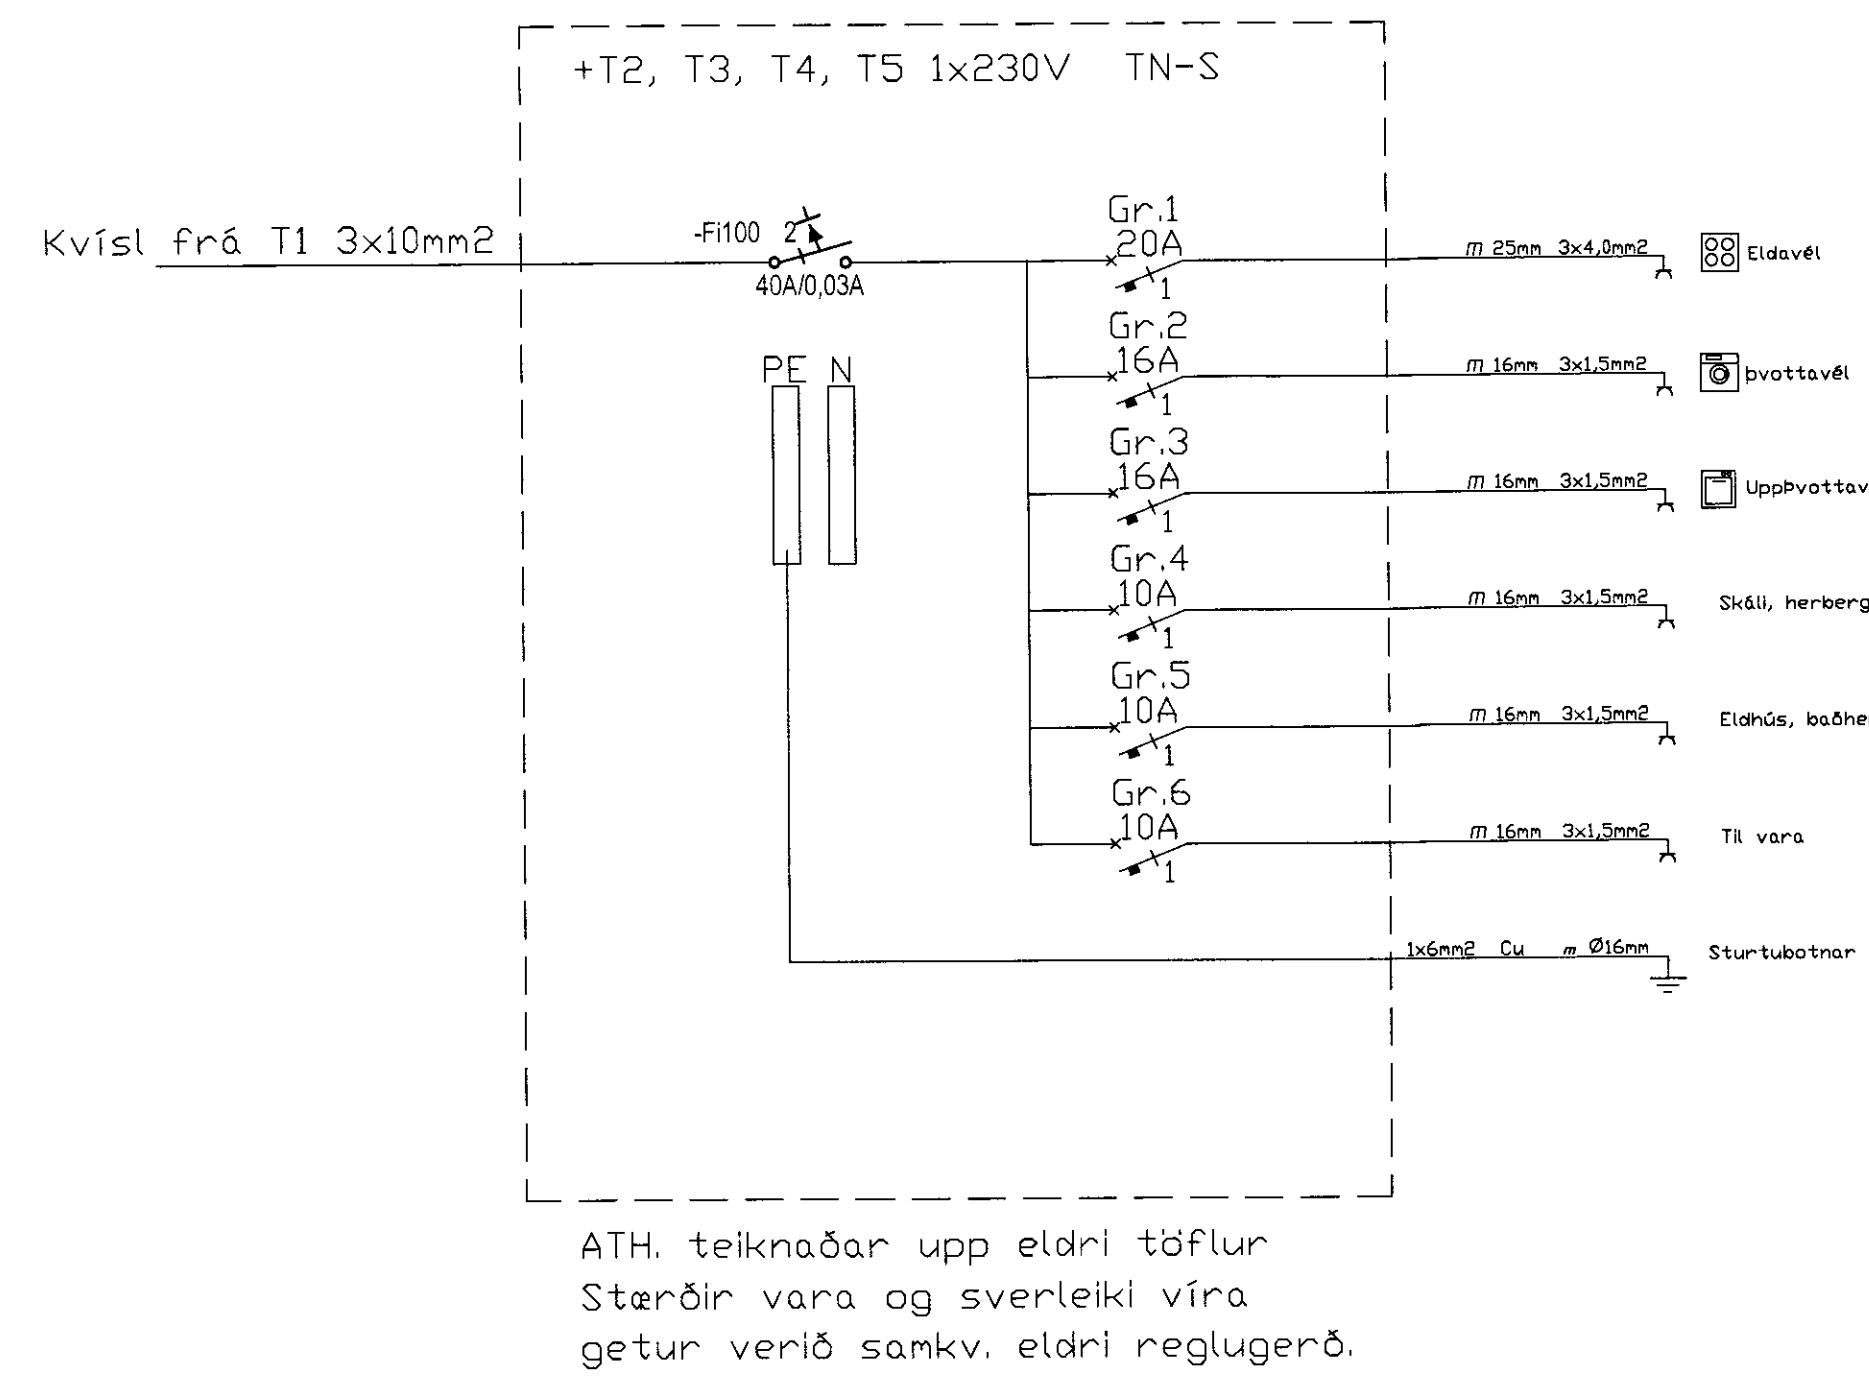 +T2, T3, T4, T5 1x230V TN-S
Kvísl frá T1 3x10mm2
-Fi100 2
40A/0,03A
PE N
Gr.1
20A
1
m 25mm 3x4,0mm2
Eldavél
Gr.2
16A
1
m 16mm 3x1,5mm2
þvottavél
Gr.3
16A
1
m 16mm 3x1,5mm2
Uppþvottav
Gr.4
10A
1
m 16mm 3x1,5mm2
Skáli, herberg
Gr.5
10A
1
m 16mm 3x1,5mm2
Eldhús, baðhe
Gr.6
10A
1
m 16mm 3x1,5mm2
Til vara
1x6mm2 Cu m Ø16mm
Sturtubotnar
ATH. teiknaðar upp eldri töflur
Stærðir vara og sverleiki víra
getur verið samkv. eldri reglugerð.